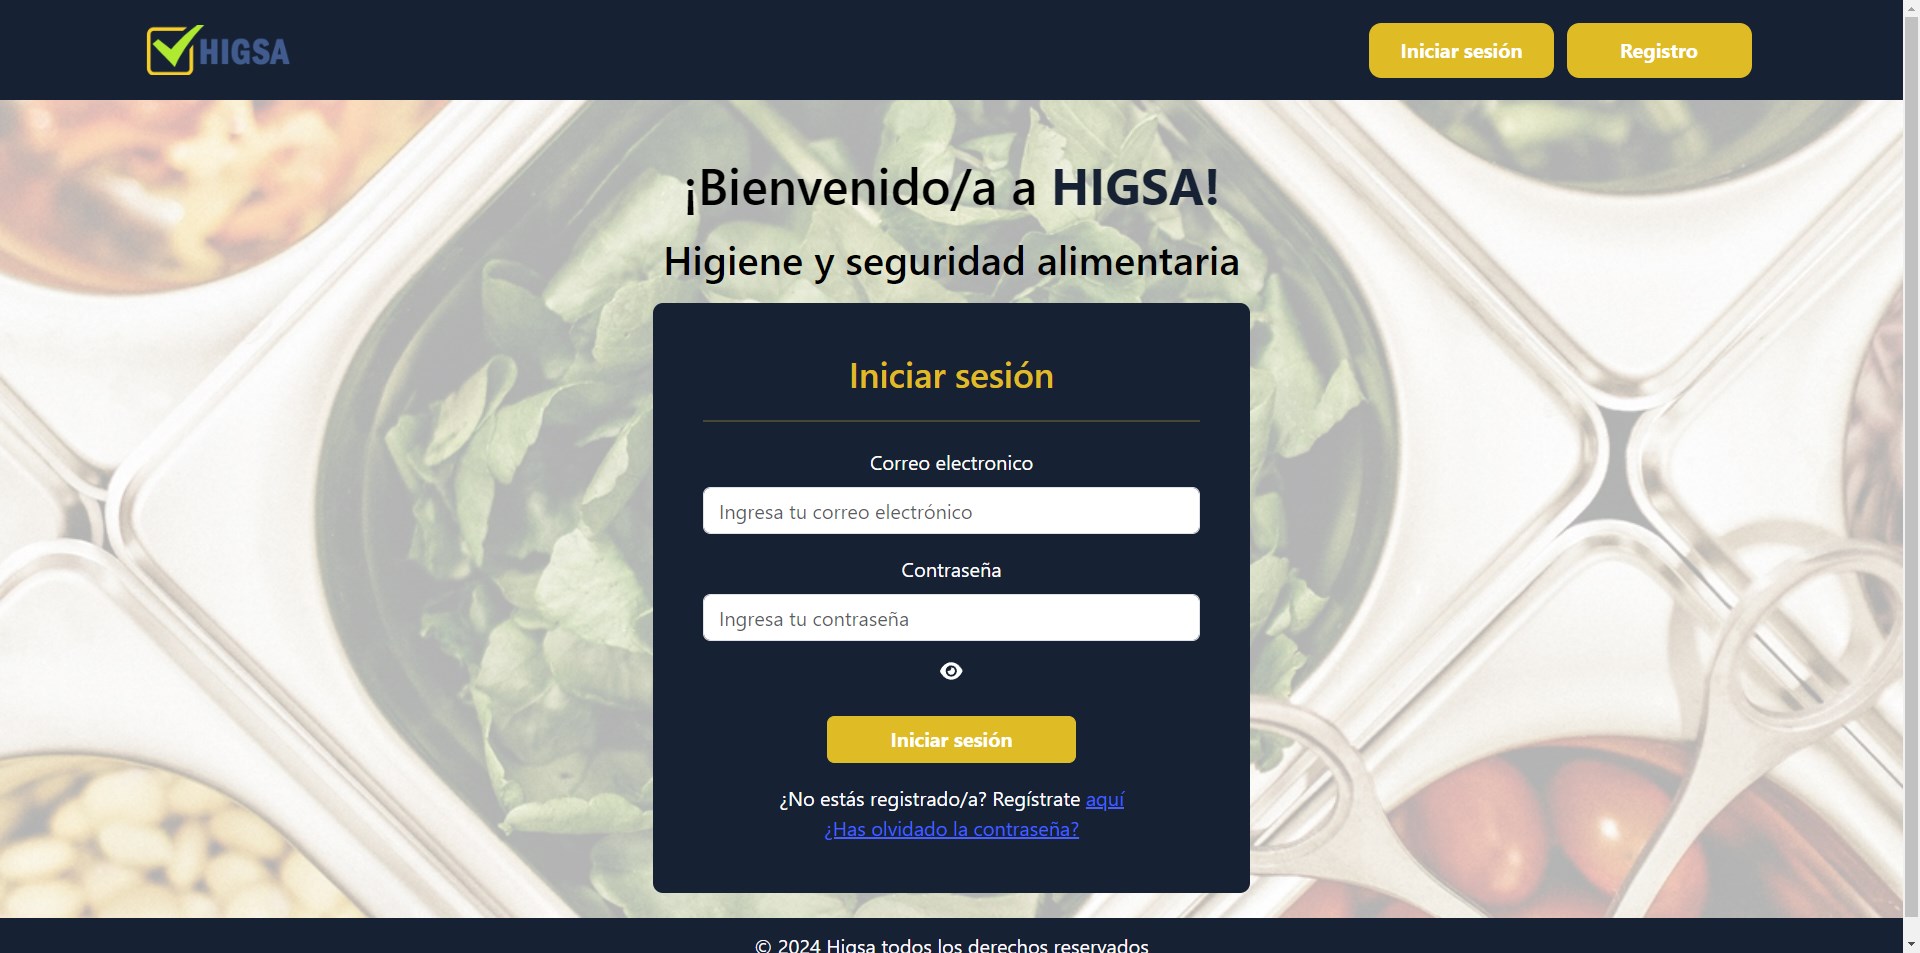 HIGSA
Iniciar sesión
Registro
¡Bienvenido/a a HIGSA!
Higiene y seguridad alimentaria
Iniciar sesión
Correo electronico
Ingresa tu correo electrónico
Contraseña
Ingresa tu contraseña
Iniciar sesión
¿No estás registrado/a? Regístrate aquí
¿Has olvidado la contraseña?
© 2024 Higsa todos los derechos reservados